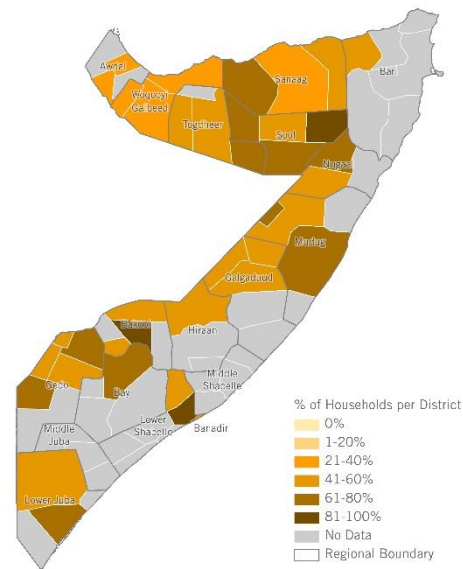 Awdal
Woqooyi
Galbeed
Togdheer
Sanaag
Bari
Sool
Nugaal
Mudug
Galgaduud
Hiraan
Bakool
Gedo
Bay
Middle
Shabelle
Lower
Shabelle
Banadir
Middle
Juba
Lower Juba
% of Households per District
0%
1-20%
21-40%
41-60%
61-80%
81-100%
No Data
Regional Boundary